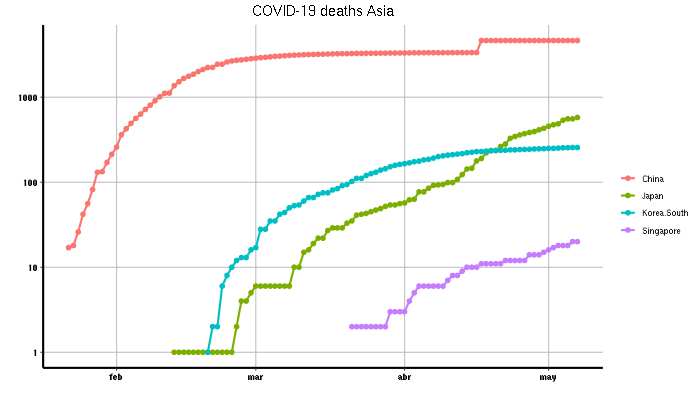 COVID-19 deaths Asia
1000
100
10
1
feb mar abr may
China
Japan
Korea.South
Singapore